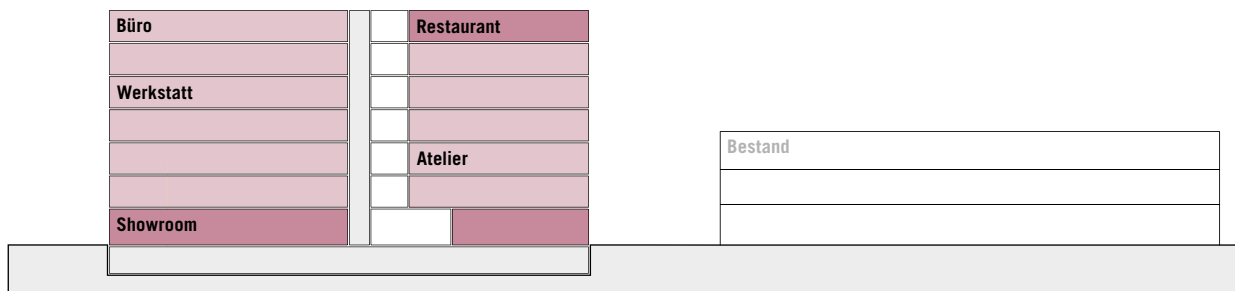 Büro
Restaurant
Werkstatt
Bestand
Atelier
Showroom